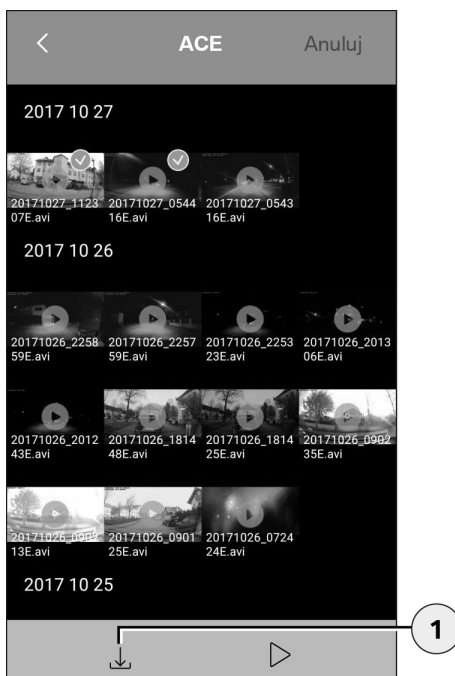 ACE Anuluj
2017 10 27
20171027_1123 20171027_0544 20171027_0543
07E.avi 16E.avi 16E.avi
2017 10 26
20171026_2258 20171026_2257 20171026_2253 20171026_2013
59E.avi 59E.avi 23E.avi 06E.avi
20171026_2012 20171026_1814 20171026_1814 20171026_0902
43E.avi 48E.avi 25E.avi 35E.avi
20171026_0902 20171026_0901 20171026_0724
13E.avi 25E.avi 24E.avi
2017 10 25
1